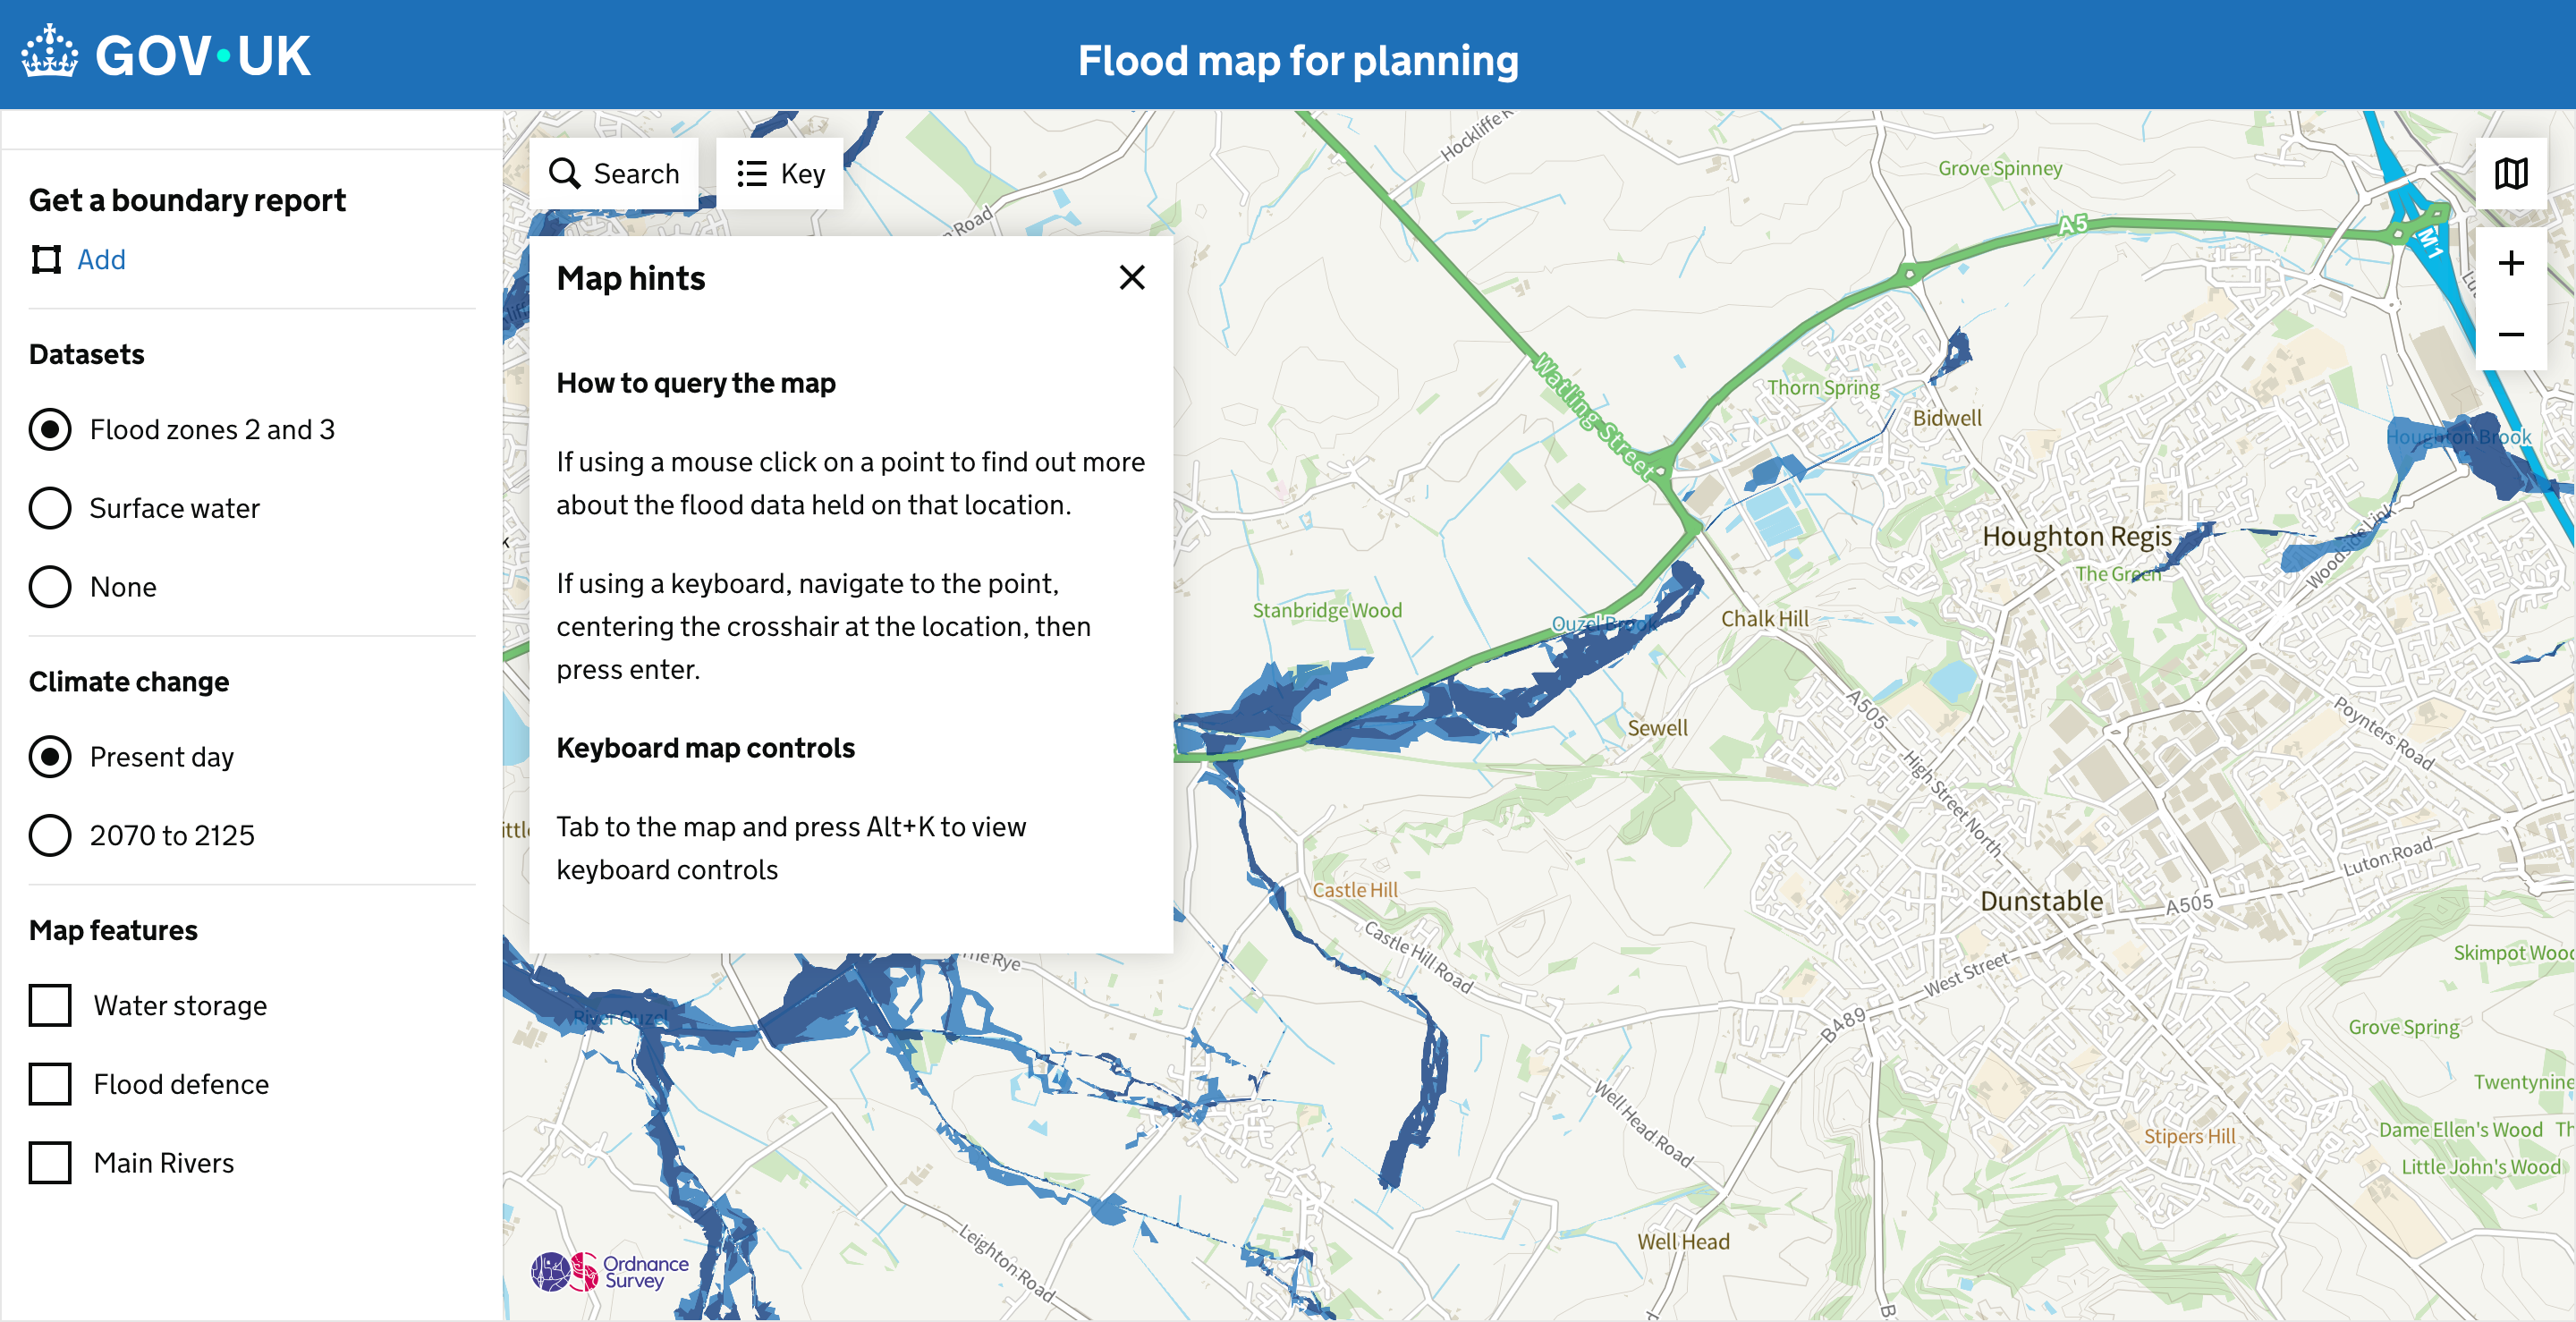 GOV·UK
Flood map for planning
Get a boundary report
Add
Datasets
Flood zones 2 and 3
Surface water
None
Climate change
Present day
2070 to 2125
Map features
Water storage
Flood defence
Main Rivers
Search
Key
Map hints
How to query the map
If using a mouse click on a point to find out more
about the flood data held on that location.
If using a keyboard, navigate to the point,
centering the crosshair at the location, then
press enter.
Keyboard map controls
Tab to the map and press Alt+K to view
keyboard controls
Grove Spinney
A5
M1
Watling Street
Thorn Spring
Bidwell
Houghton Brook
Houghton Regis
The Green
Woodside Link
Stanbridge Wood
Ouzel Brook
Chalk Hill
Sewell
A505
High Street North
Poynters Road
Luton Road
Castle Hill
Castle Hill Road
Dunstable
A505
West Street
Skimpot Wood
The Rye
River Ouzel
B489
Grove Spring
Well Head Road
Twentynine
Dame Ellen's Wood
Th
Stipers Hill
Little John's Wood
Well Head
Leighton Road
Ordnance
Survey